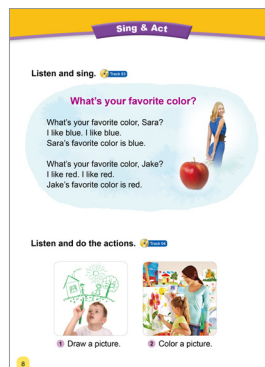 Sing & Act
Listen and sing. Track 03
What's your favorite color?
What's your favorite color, Sara?
I like blue. I like blue.
Sara's favorite color is blue.
What's your favorite color, Jake?
I like red. I like red.
Jake's favorite color is red.
Listen and do the actions. Track 04
1 Draw a picture.
2 Color a picture.
8